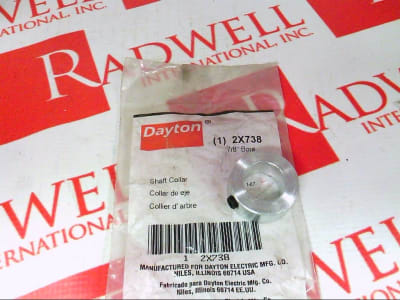 RADWELL
INTERNATIONAL, INC.
RADWELL
INTERNATIONAL, INC.
RADWELL
Dayton®
(1) 2X738
7/8" Bore
Shaft Collar
Collar de eje
Collier d'arbre
147
1 2X738
MANUFACTURED FOR DAYTON ELECTRIC MFG. CO.
NILES, ILLINOIS 60714 USA
Fabricado para Dayton Electric Mfg. Co.
Niles, Illinois 60714 EE.UU.